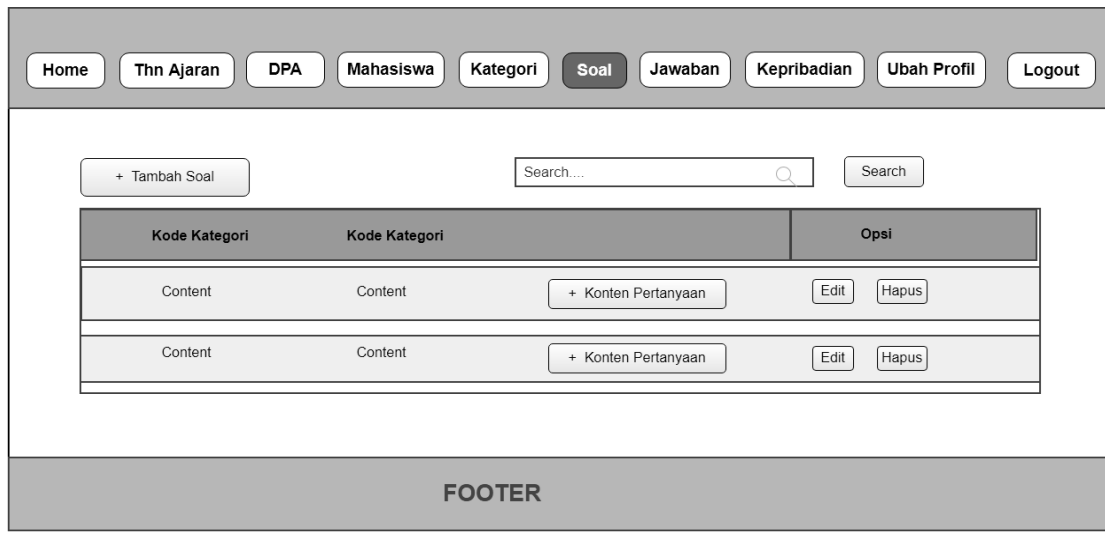 Home Thn Ajaran DPA Mahasiswa Kategori Soal Jawaban Kepribadian Ubah Profil Logout
+ Tambah Soal Search.... Search
Kode Kategori Kode Kategori Opsi
Content Content + Konten Pertanyaan Edit Hapus
Content Content + Konten Pertanyaan Edit Hapus
FOOTER